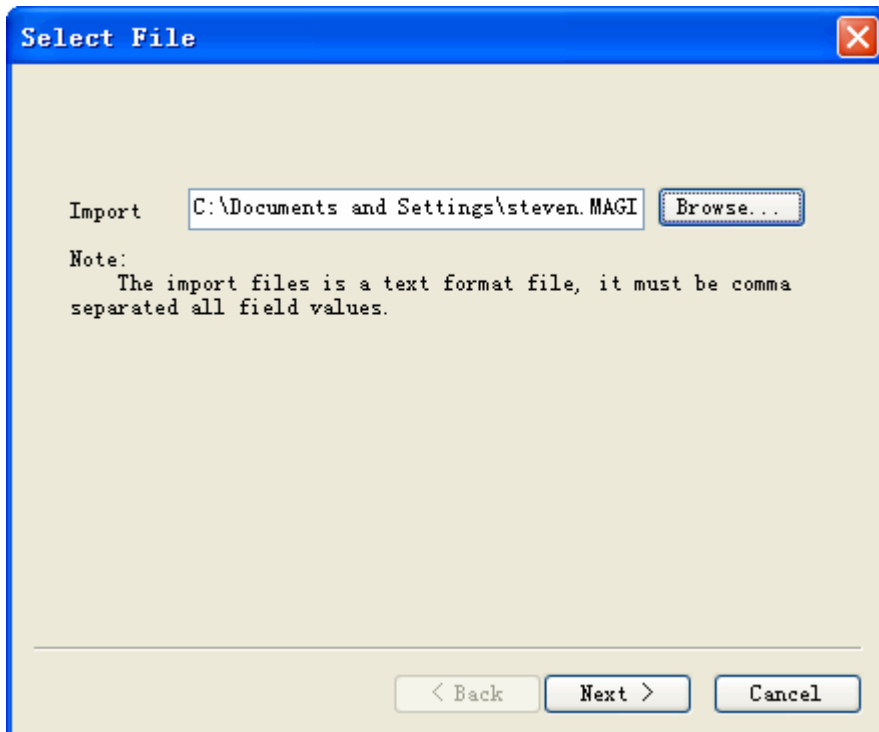 Select File
Import C:\Documents and Settings\steven.MAGI Browse...
Note:
The import files is a text format file, it must be comma
separated all field values.
< Back Next > Cancel